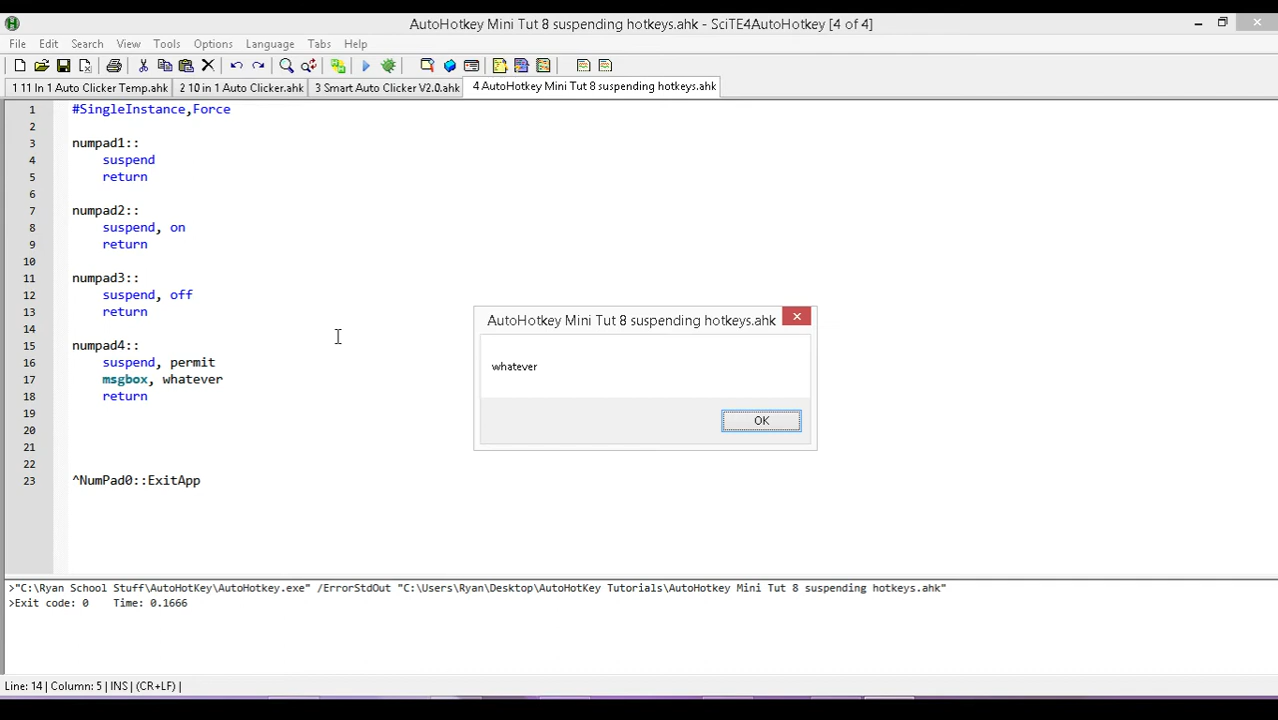 AutoHotkey Mini Tut 8 suspending hotkeys.ahk - SciTE4AutoHotkey [4 of 4]
File Edit Search View Tools Options Language Tabs Help
1 11 In 1 Auto Clicker Temp.ahk 2 10 in 1 Auto Clicker.ahk 3 Smart Auto Clicker V2.0.ahk 4 AutoHotkey Mini Tut 8 suspending hotkeys.ahk
1 #SingleInstance,Force
2
3 numpad1::
4 suspend
5 return
6
7 numpad2::
8 suspend, on
9 return
10
11 numpad3::
12 suspend, off
13 return
14
15 numpad4::
16 suspend, permit
17 msgbox, whatever
18 return
19
20
21
22
23 ^NumPad0::ExitApp
AutoHotkey Mini Tut 8 suspending hotkeys.ahk
whatever
OK
>"C:\Ryan School Stuff\AutoHotKey\AutoHotkey.exe" /ErrorStdOut "C:\Users\Ryan\Desktop\AutoHotKey Tutorials\AutoHotkey Mini Tut 8 suspending hotkeys.ahk"
>Exit code: 0 Time: 0.1666
Line: 14 | Column: 5 | INS | (CR+LF) |